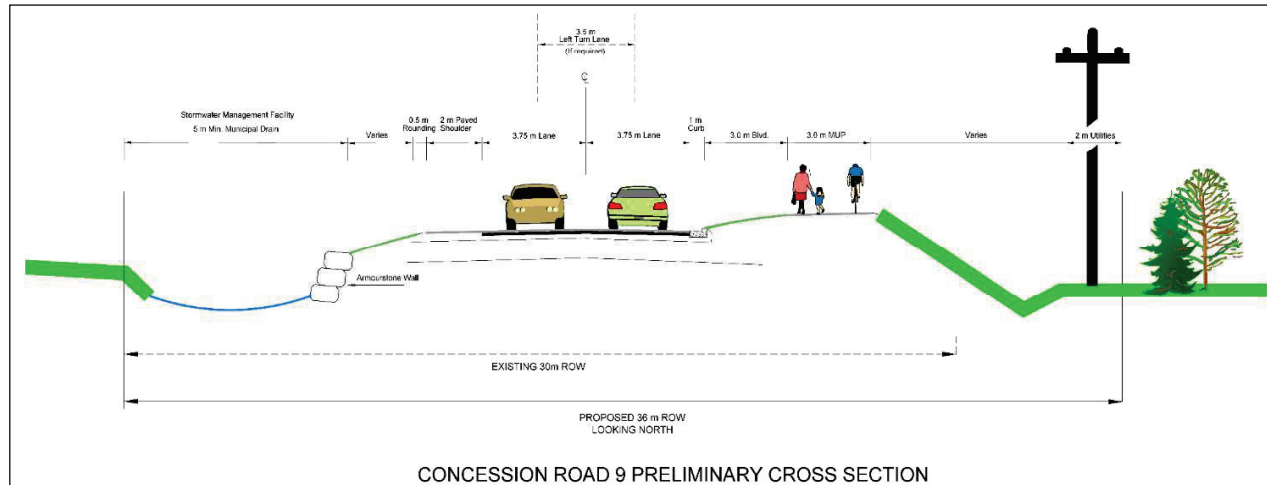 3.5 m
Left Turn Lane
(If required)
℄
Stormwater Management Facility
5 m Min. Municipal Drain
Varies
0.5 m
Rounding
2 m Paved
Shoulder
3.75 m Lane
3.75 m Lane
1 m
Curb
3.0 m Blvd.
3.0 m MUP
Varies
2 m Utilities
Armourstone Wall
EXISTING 30m ROW
PROPOSED 36 m ROW
LOOKING NORTH
CONCESSION ROAD 9 PRELIMINARY CROSS SECTION